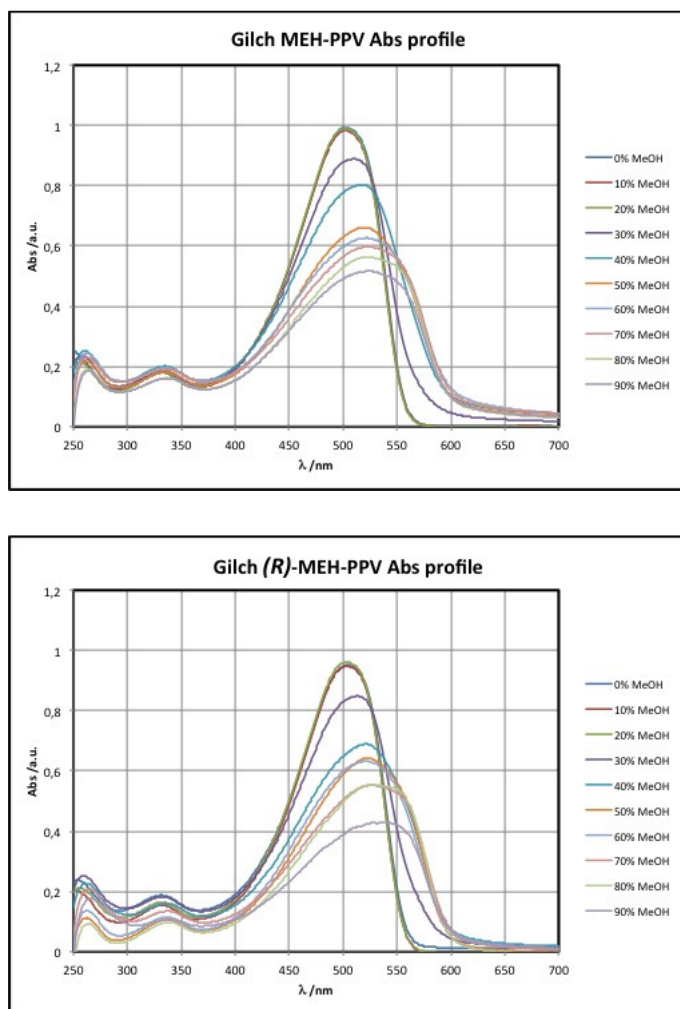 Gilch MEH-PPV Abs profile
1,2
1
0,8
0,6
0,4
0,2
0
Abs /a.u.
250 300 350 400 450 500 550 600 650 700
λ /nm
0% MeOH
10% MeOH
20% MeOH
30% MeOH
40% MeOH
50% MeOH
60% MeOH
70% MeOH
80% MeOH
90% MeOH
Gilch (R)-MEH-PPV Abs profile
1,2
1
0,8
0,6
0,4
0,2
0
Abs /a.u.
250 300 350 400 450 500 550 600 650 700
λ /nm
0% MeOH
10% MeOH
20% MeOH
30% MeOH
40% MeOH
50% MeOH
60% MeOH
70% MeOH
80% MeOH
90% MeOH